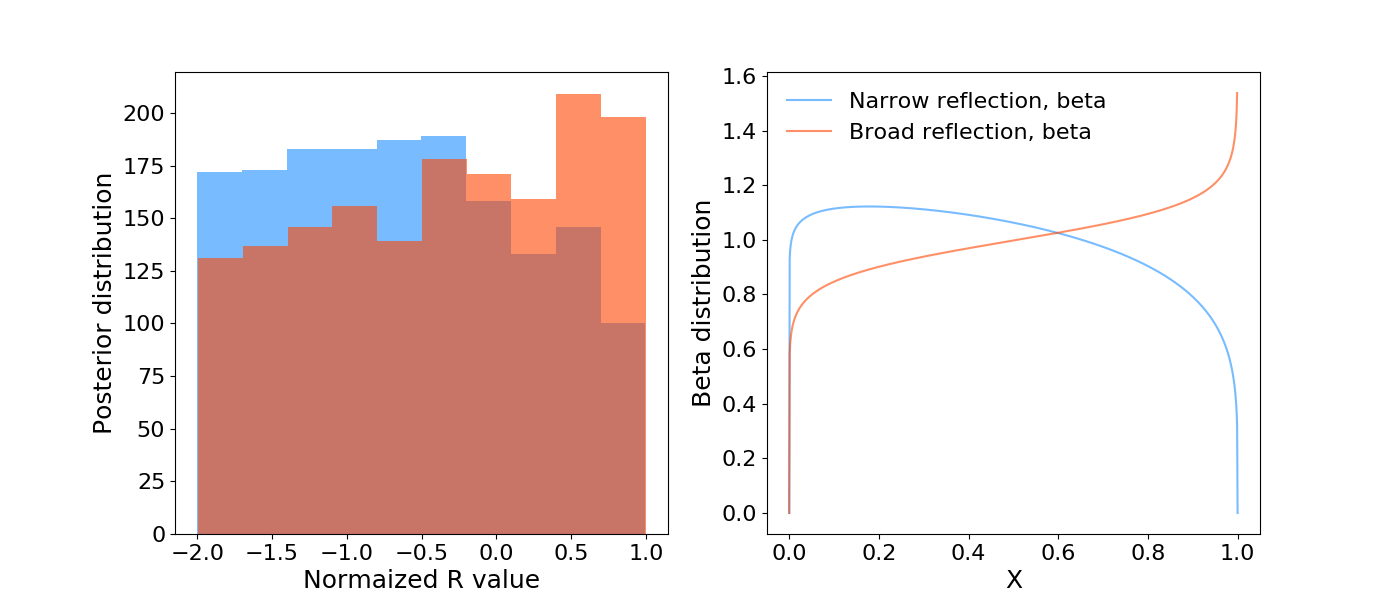 Posterior distribution
200
175
150
125
100
75
50
25
0
−2.0 −1.5 −1.0 −0.5 0.0 0.5 1.0
Normaized R value
Beta distribution
1.6
1.4
1.2
1.0
0.8
0.6
0.4
0.2
0.0
Narrow reflection, beta
Broad reflection, beta
0.0 0.2 0.4 0.6 0.8 1.0
X